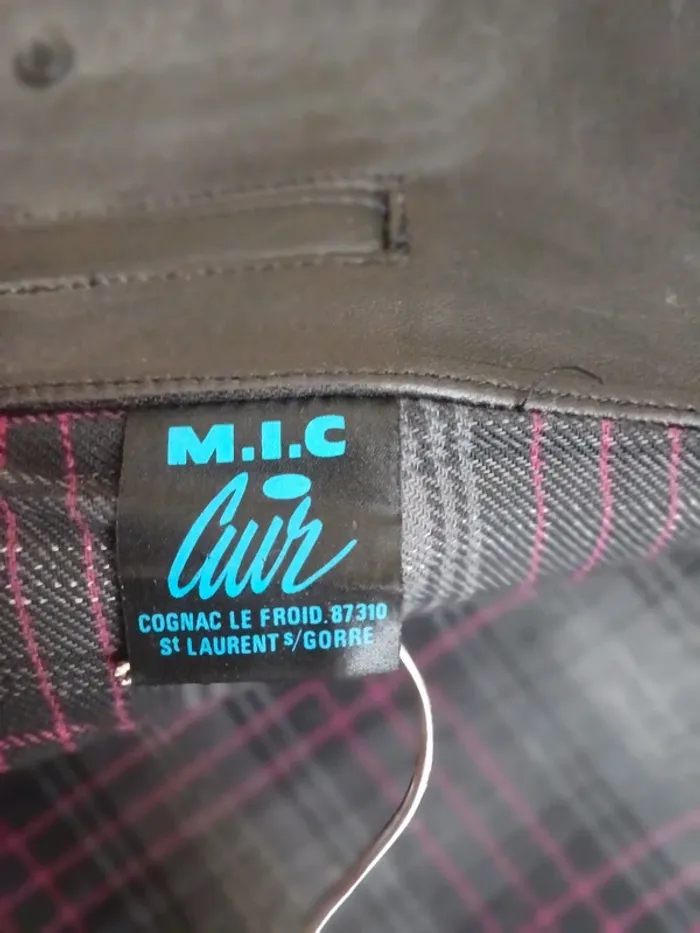 M.I.C
Cuir
COGNAC LE FROID. 87310
St LAURENT s/GORRE